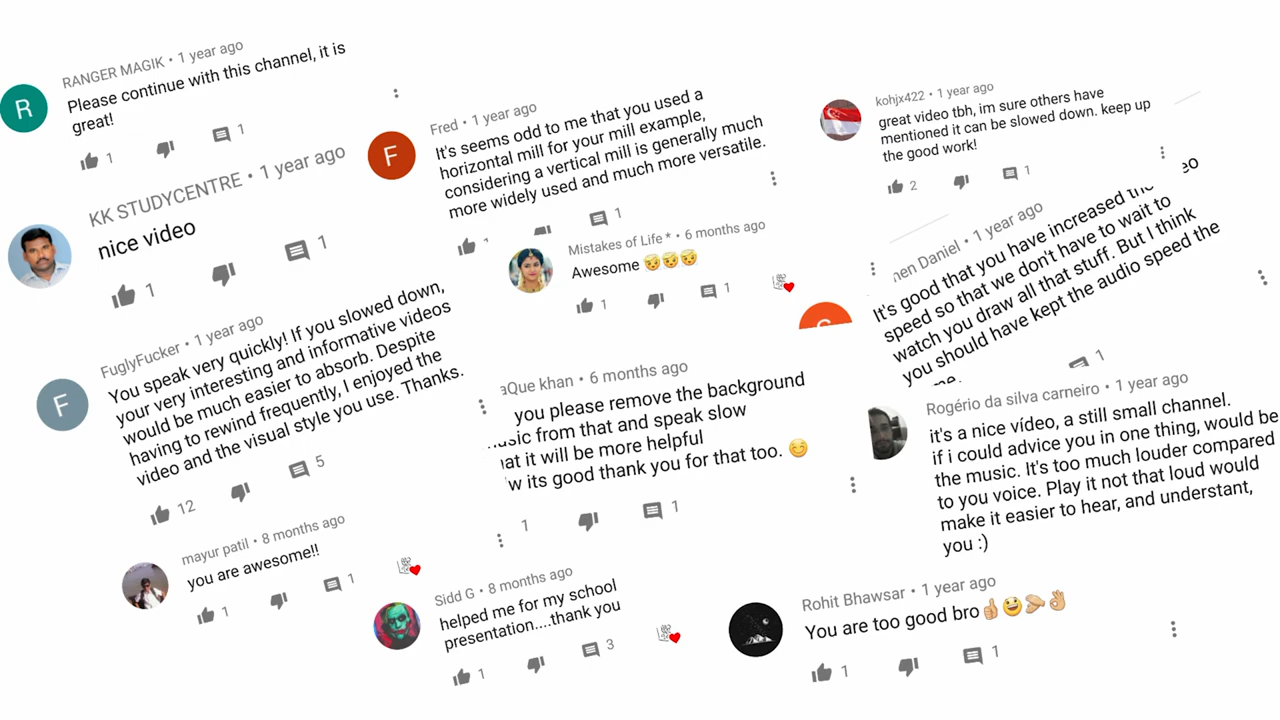 RANGER MAGIK • 1 year ago
Please continue with this channel, it is
great!
1
1
KK STUDYCENTRE • 1 year ago
nice video
1
1
FuglyFucker • 1 year ago
You speak very quickly! If you slowed down,
your very interesting and informative videos
would be much easier to absorb. Despite
having to rewind frequently, I enjoyed the
video and the visual style you use. Thanks.
12
5
mayur patil • 8 months ago
you are awesome!!
1
1
Fred • 1 year ago
It's seems odd to me that you used a
horizontal mill for your mill example,
considering a vertical mill is generally much
more widely used and much more versatile.
1
Mistakes of Life * • 6 months ago
Awesome 😇😇😇
1
1
aQue khan • 6 months ago
you please remove the background
from that and speak slow
at it will be more helpful
w its good thank you for that too. 😊
1
1
Sidd G • 8 months ago
helped me for my school
presentation....thank you
1
3
kohjx422 • 1 year ago
great video tbh, im sure others have
mentioned it can be slowed down. keep up
the good work!
2
1
eo
Daniel • 1 year ago
It's good that you have increased
speed so that we don't have to wait to
watch you draw all that stuff. But I think
you should have kept the audio speed the
1
Rogério da silva carneiro • 1 year ago
it's a nice vídeo, a still small channel.
if i could advice you in one thing, would be
the music. It's too much louder compared
to you voice. Play it not that loud would
make it easier to hear, and understant,
you :)
Rohit Bhawsar • 1 year ago
You are too good bro👍😃🫴👌
1
1
R
F
F